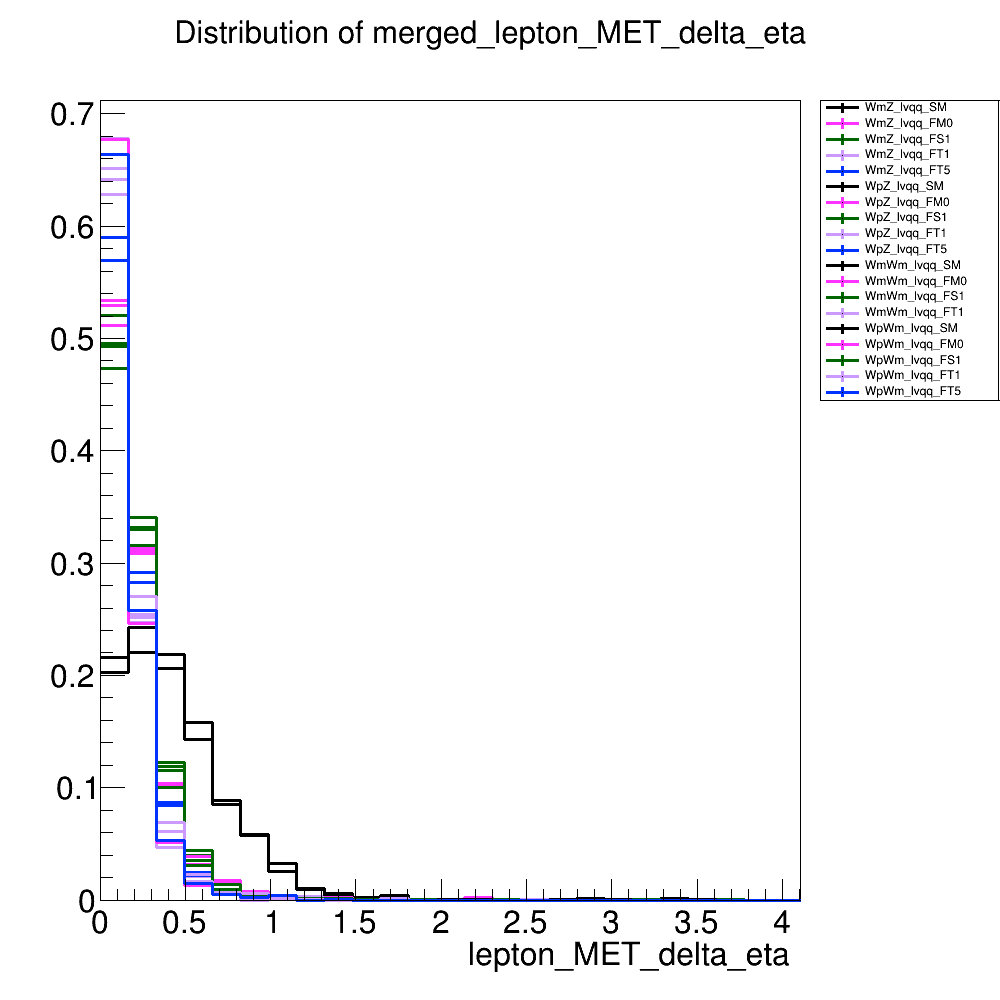 Distribution of merged_lepton_MET_delta_eta
WmZ_lvqq_SM
WmZ_lvqq_FM0
WmZ_lvqq_FS1
WmZ_lvqq_FT1
WmZ_lvqq_FT5
WpZ_lvqq_SM
WpZ_lvqq_FM0
WpZ_lvqq_FS1
WpZ_lvqq_FT1
WpZ_lvqq_FT5
WmWm_lvqq_SM
WmWm_lvqq_FM0
WmWm_lvqq_FS1
WmWm_lvqq_FT1
WpWm_lvqq_SM
WpWm_lvqq_FM0
WpWm_lvqq_FS1
WpWm_lvqq_FT1
WpWm_lvqq_FT5
0.7
0.6
0.5
0.4
0.3
0.2
0.1
0
0 0.5 1 1.5 2 2.5 3 3.5 4
lepton_MET_delta_eta